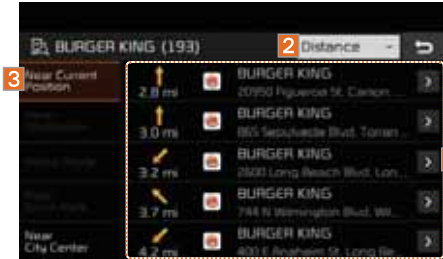 BURGER KING (193)
2 Distance
3 Near Current
Position
BURGER KING
2.8 mi 20950 Figueroa St, Carson
BURGER KING
3.0 mi 865 Sepulveda Blvd, Torran...
BURGER KING
3.2 mi 2600 Long Beach Blvd, Lon...
BURGER KING
3.7 mi 744 N Wilmington Blvd, Wil...
Near
City Center
BURGER KING
4.2 mi 400 E Anaheim St, Long Be...